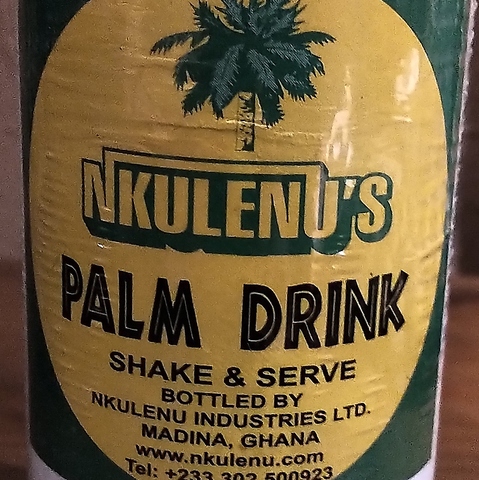 NKULENU'S
PALM DRINK
SHAKE & SERVE
BOTTLED BY
NKULENU INDUSTRIES LTD.
MADINA, GHANA
www.nkulenu.com
Tel: +233 302 500923